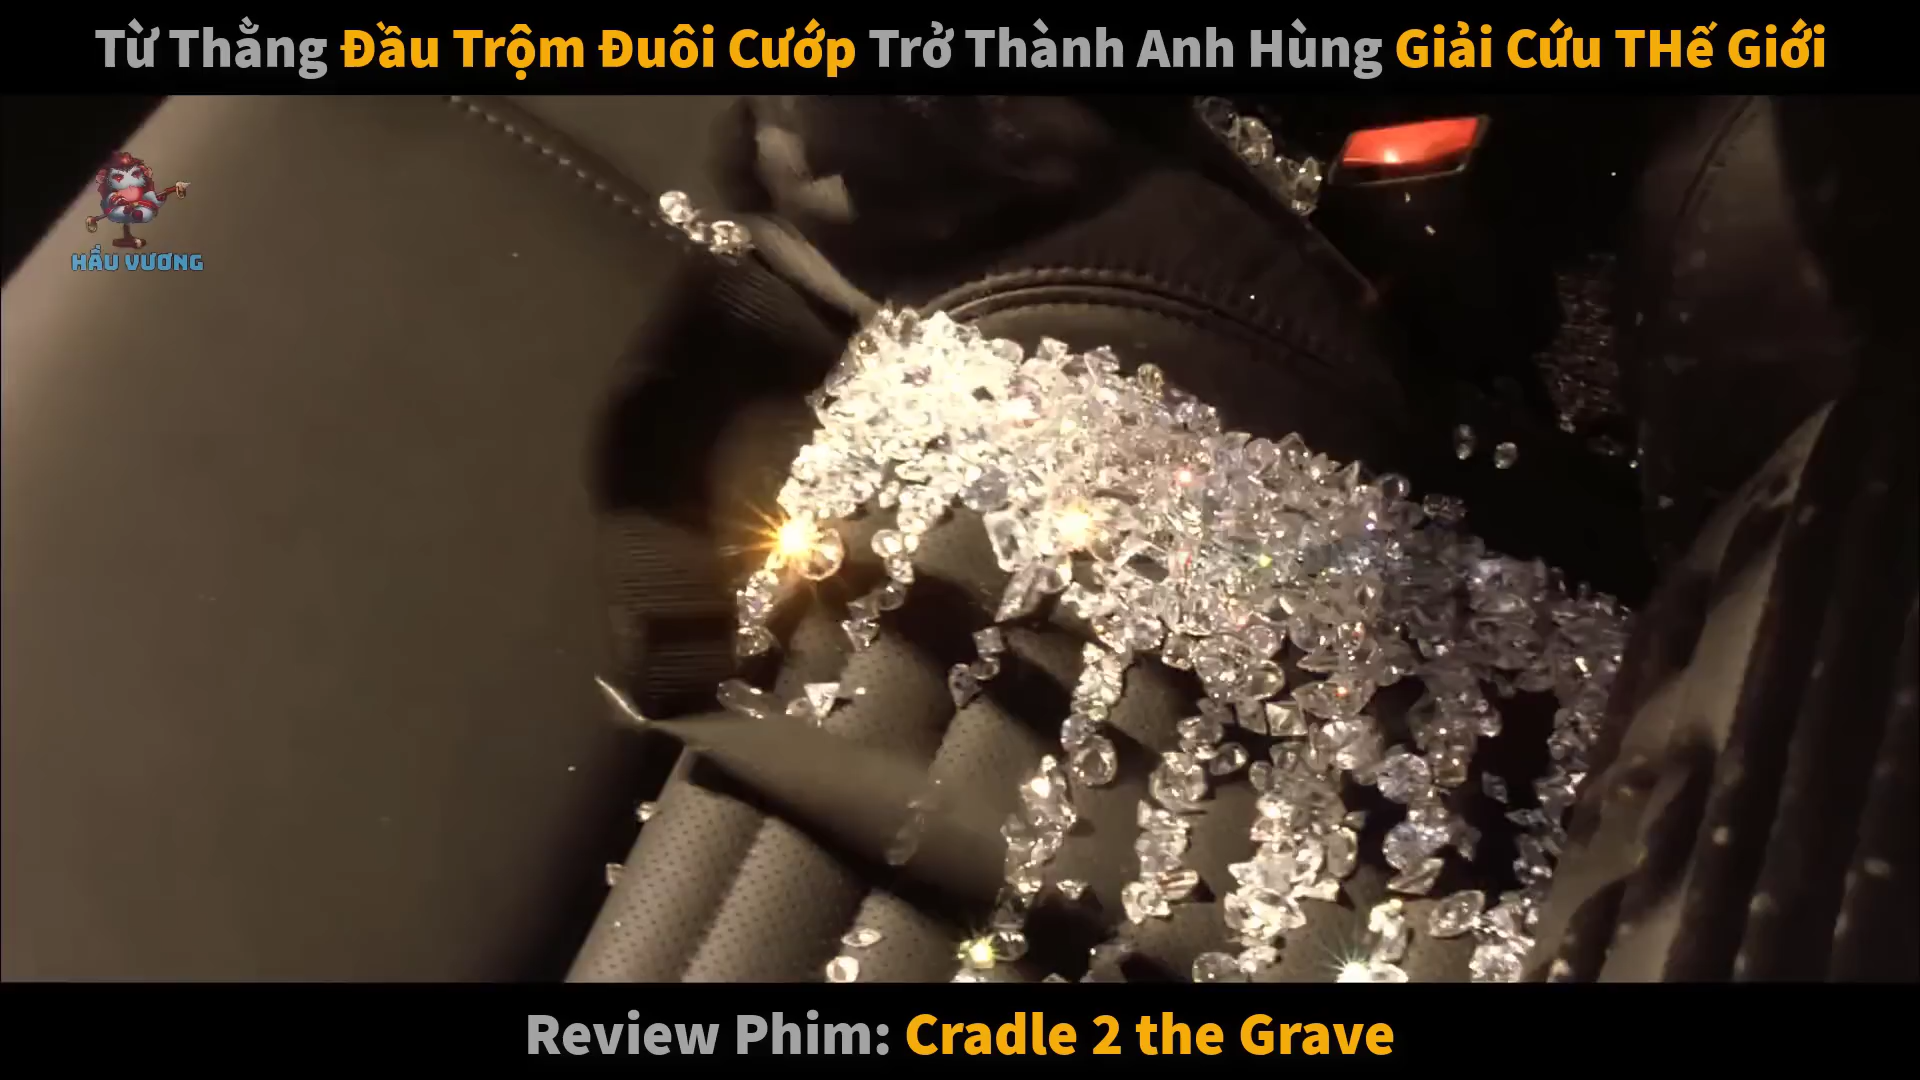 Từ Thằng Đầu Trộm Đuôi Cướp Trở Thành Anh Hùng Giải Cứu THế Giới
HẦU VƯƠNG
Review Phim: Cradle 2 the Grave